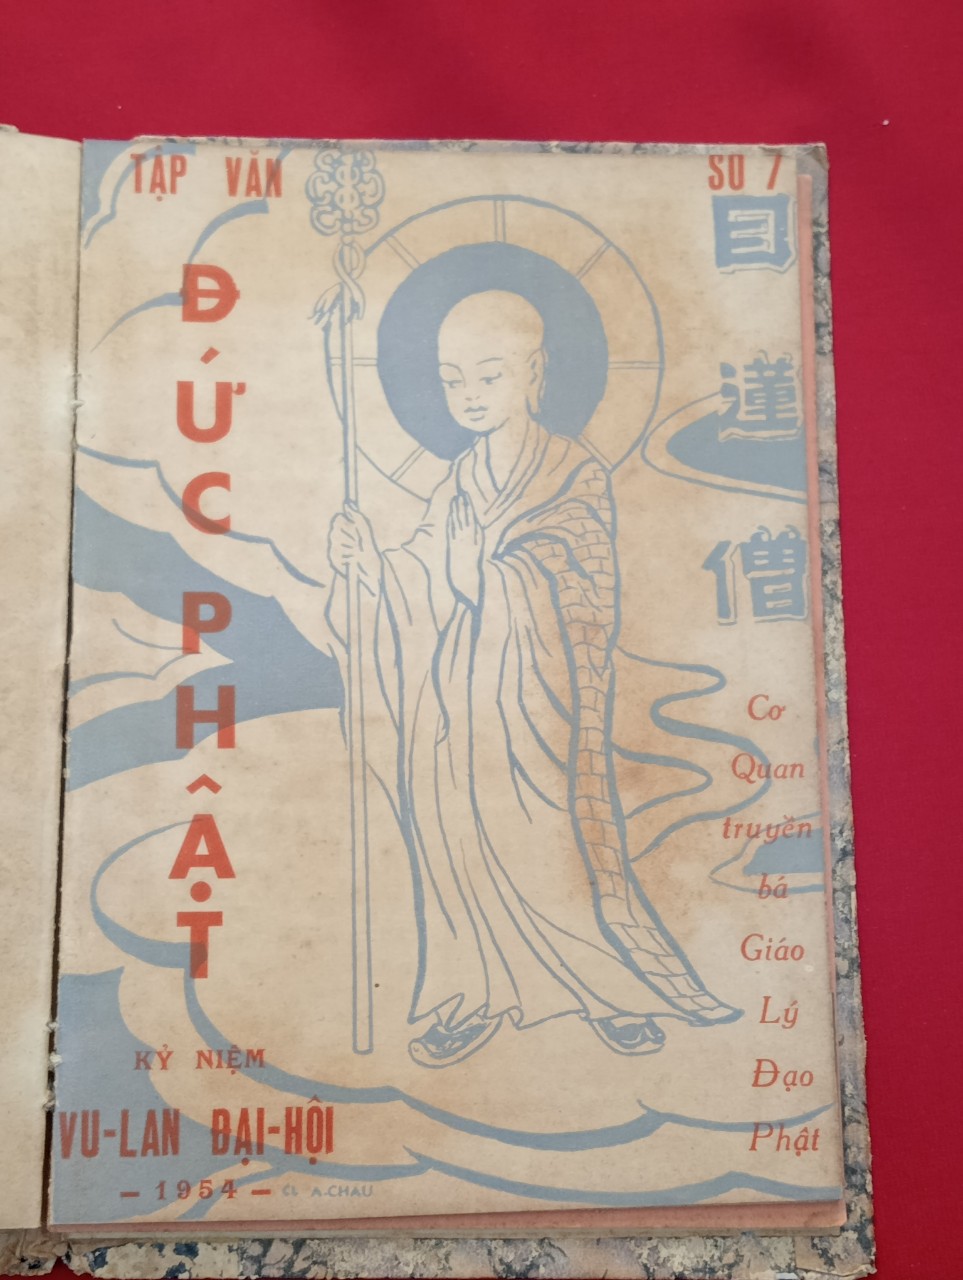 TẬP VĂN
SỐ 7
ĐỨC PHẬT
目蓮僧
Cơ
Quan
truyền
bá
Giáo
Lý
Đạo
Phật
KỶ NIỆM
VU-LAN ĐẠI-HỘI
- 1954 -
CL A.CHAU